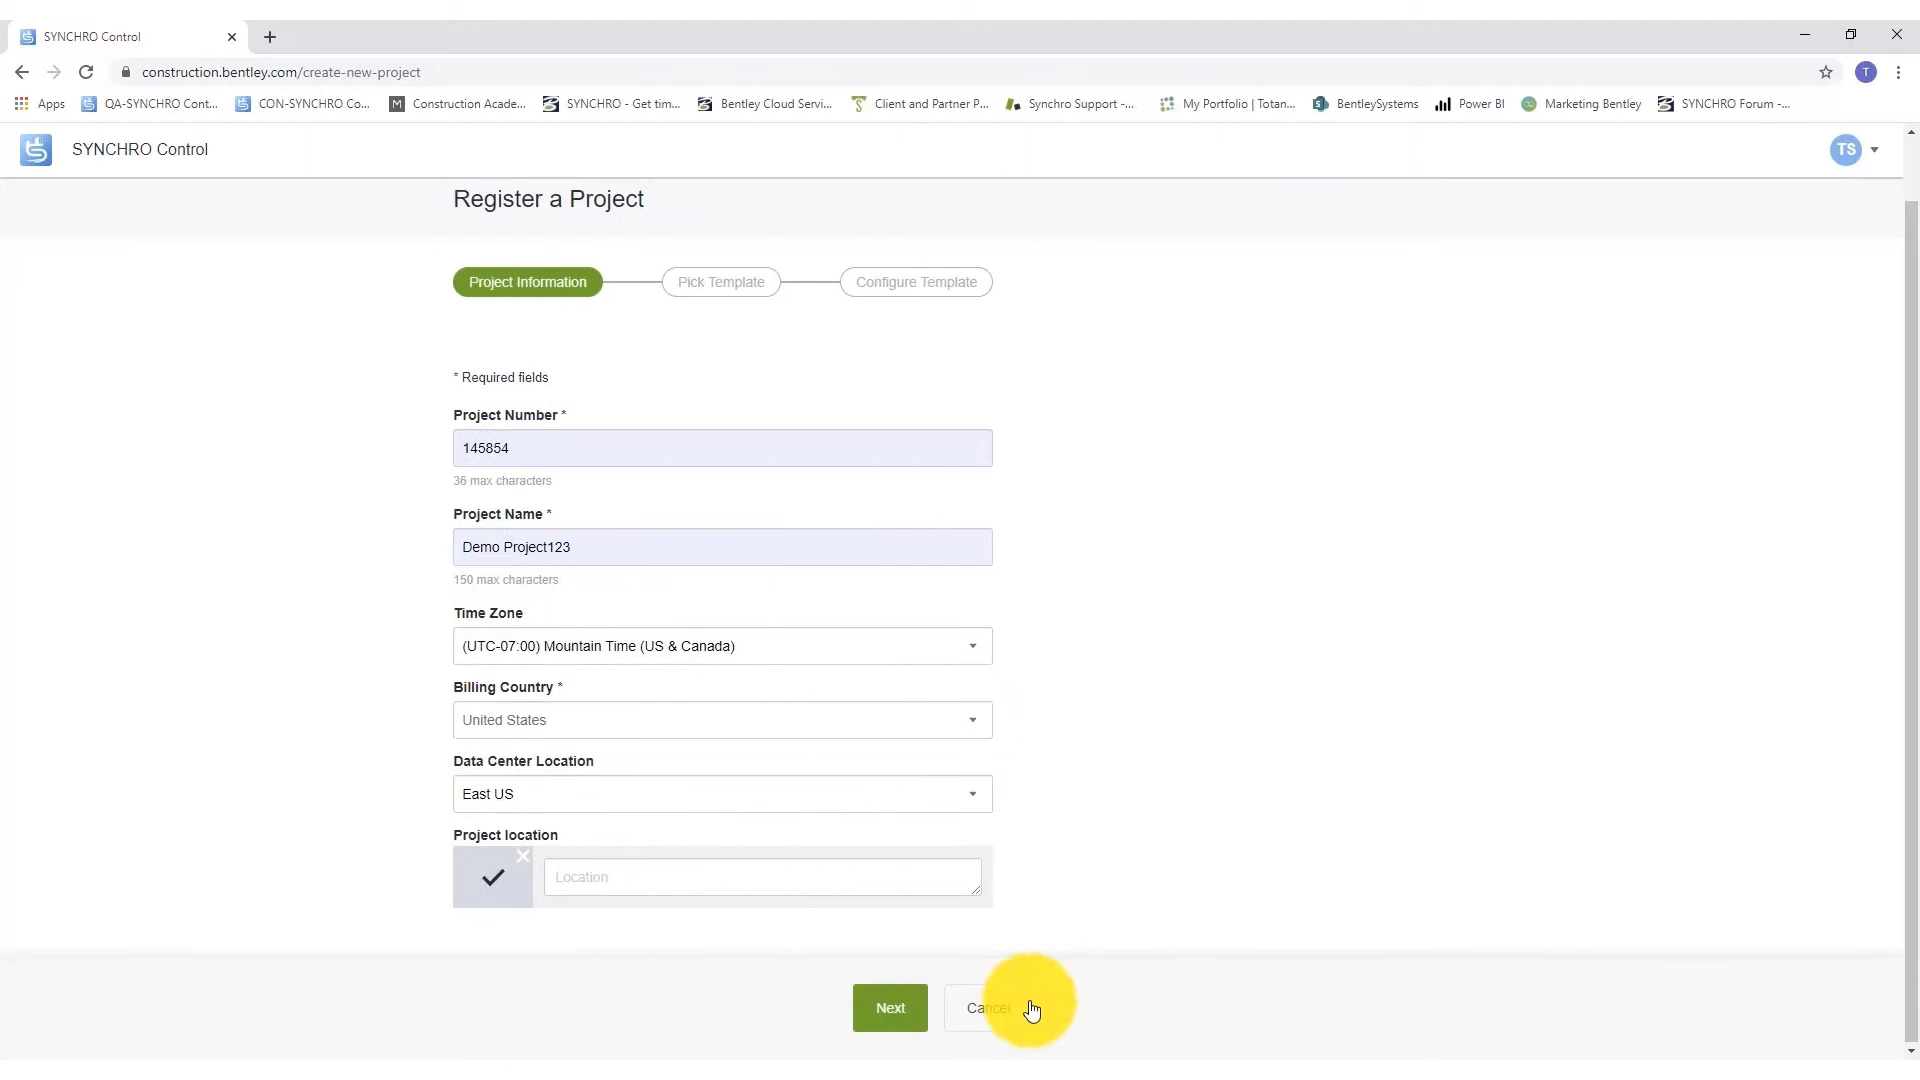 SYNCHRO Control
construction.bentley.com/create-new-project
T
Apps QA-SYNCHRO Cont... CON-SYNCHRO Co... M Construction Acade... SYNCHRO - Get tim... Bentley Cloud Servi... Client and Partner P... Synchro Support -... My Portfolio | Totan... BentleySystems Power BI Marketing Bentley SYNCHRO Forum -...
SYNCHRO Control
TS
Register a Project
Project Information Pick Template Configure Template
* Required fields
Project Number *
145854
36 max characters
Project Name *
Demo Project123
150 max characters
Time Zone
(UTC-07:00) Mountain Time (US & Canada)
Billing Country *
United States
Data Center Location
East US
Project location
Location
Next Cancel